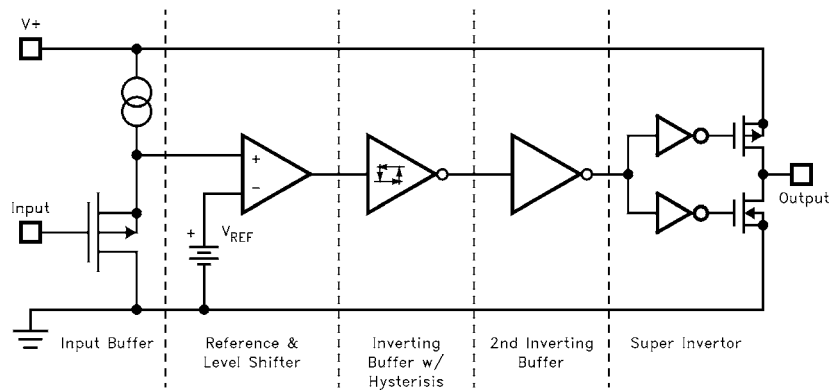 V+
Input
+
−
+
VREF
Output
Input Buffer
Reference &
Level Shifter
Inverting
Buffer w/
Hysterisis
2nd Inverting
Buffer
Super Invertor